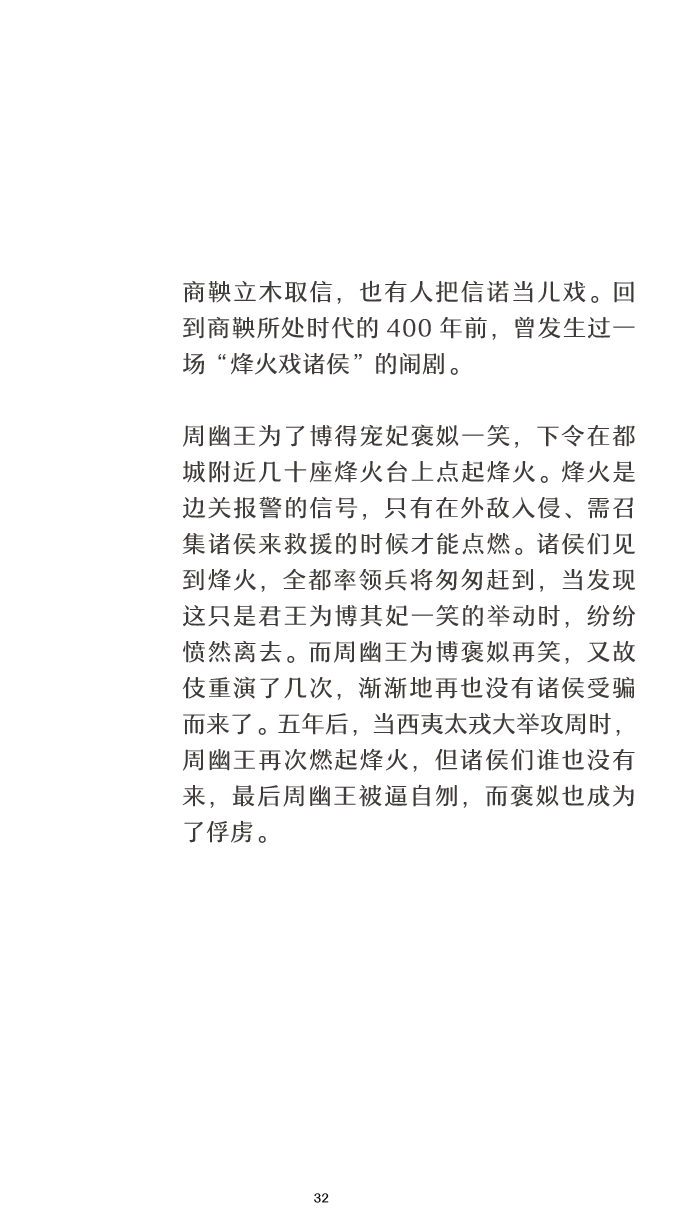 商鞅立木取信，也有人把信诺当儿戏。回
到商鞅所处时代的 400 年前，曾发生过一
场“烽火戏诸侯”的闹剧。
周幽王为了博得宠妃褒姒一笑，下令在都
城附近几十座烽火台上点起烽火。烽火是
边关报警的信号，只有在外敌入侵、需召
集诸侯来救援的时候才能点燃。诸侯们见
到烽火，全都率领兵将匆匆赶到，当发现
这只是君王为博其妃一笑的举动时，纷纷
愤然离去。而周幽王为博褒姒再笑，又故
伎重演了几次，渐渐地再也没有诸侯受骗
而来了。五年后，当西夷太戎大举攻周时，
周幽王再次燃起烽火，但诸侯们谁也没有
来，最后周幽王被逼自刎，而褒姒也成为
了俘虏。
32